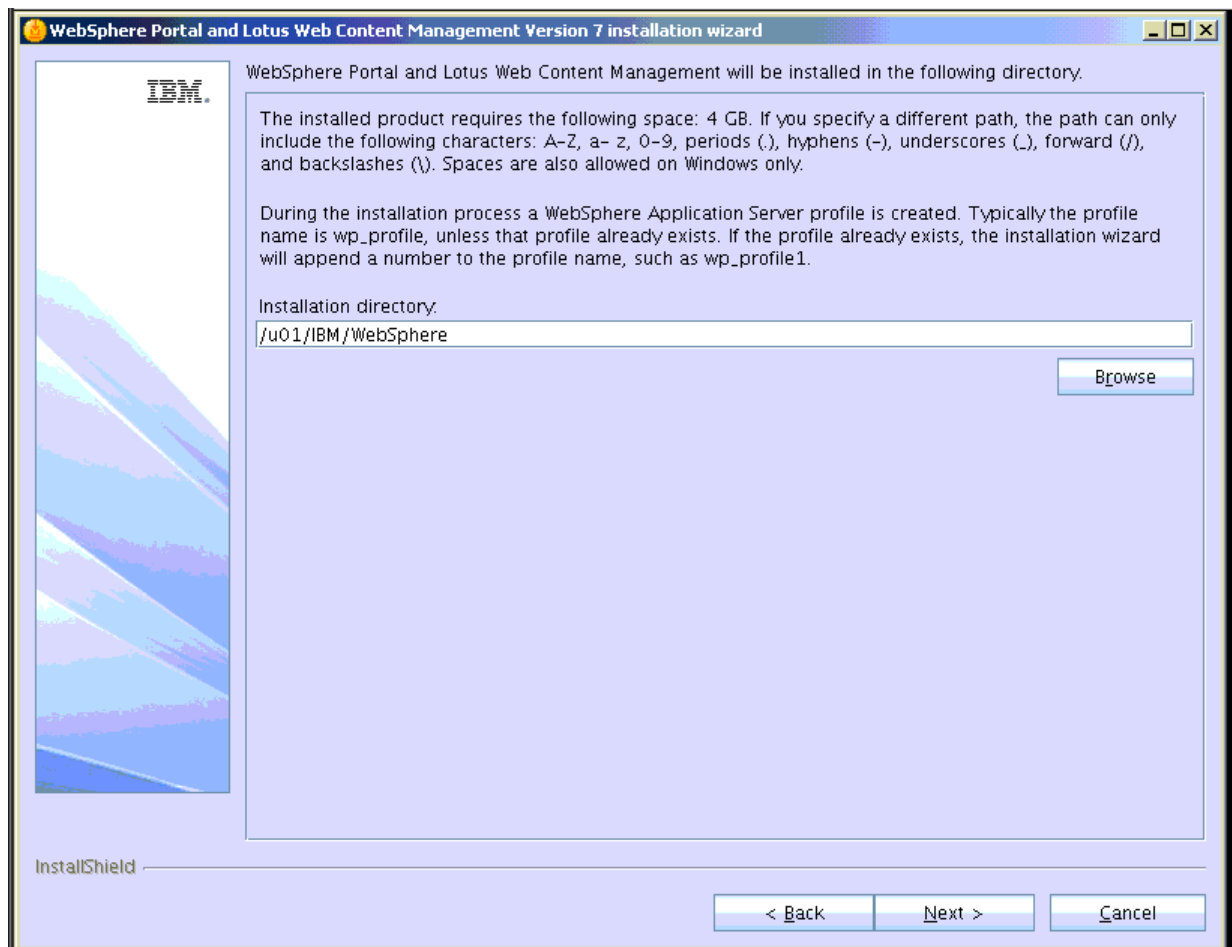 WebSphere Portal and Lotus Web Content Management Version 7 installation wizard
IBM.
WebSphere Portal and Lotus Web Content Management will be installed in the following directory.
The installed product requires the following space: 4 GB. If you specify a different path, the path can only
include the following characters: A-Z, a- z, 0-9, periods (.), hyphens (-), underscores (_), forward (/),
and backslashes (\). Spaces are also allowed on Windows only.
During the installation process a WebSphere Application Server profile is created. Typically the profile
name is wp_profile, unless that profile already exists. If the profile already exists, the installation wizard
will append a number to the profile name, such as wp_profile1.
Installation directory:
/u01/IBM/WebSphere
Browse
InstallShield
< Back
Next >
Cancel